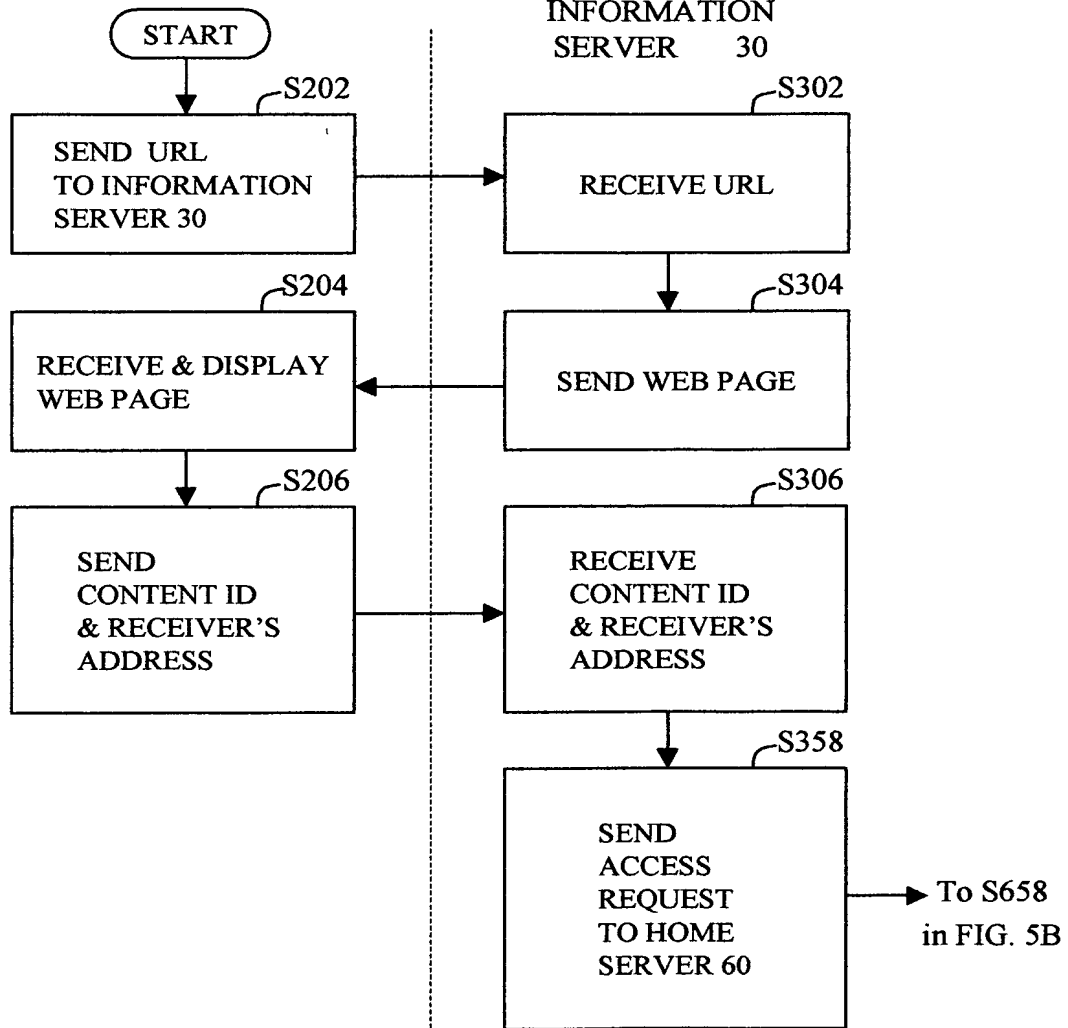 INFORMATION
SERVER 30
START
S202
SEND URL
TO INFORMATION
SERVER 30
S302
RECEIVE URL
S204
RECEIVE & DISPLAY
WEB PAGE
S304
SEND WEB PAGE
S206
SEND
CONTENT ID
& RECEIVER'S
ADDRESS
S306
RECEIVE
CONTENT ID
& RECEIVER'S
ADDRESS
S358
SEND
ACCESS
REQUEST
TO HOME
SERVER 60
To S658
in FIG. 5B